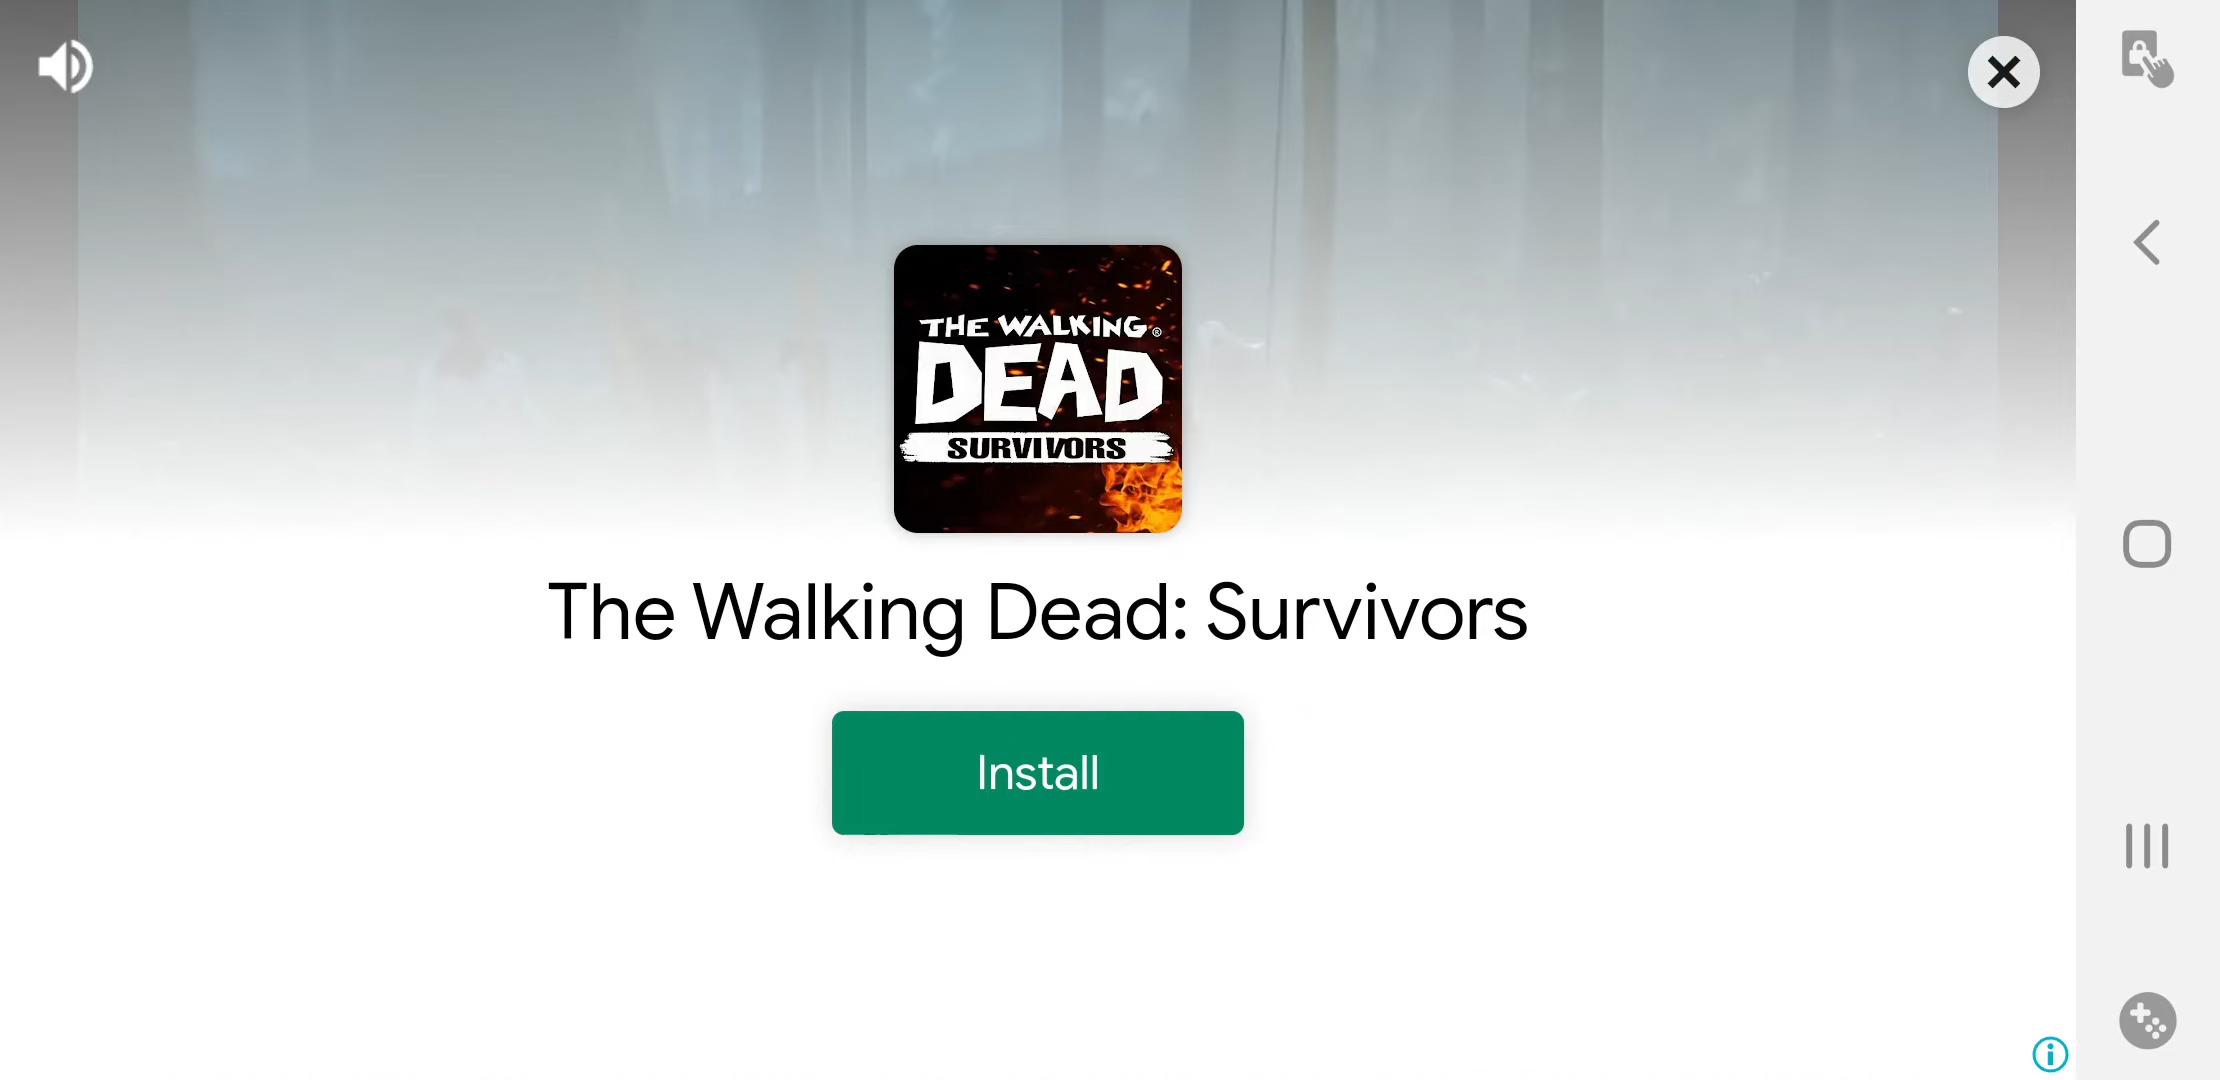 THE WALKING®
DEAD
SURVIVORS
The Walking Dead: Survivors
Install